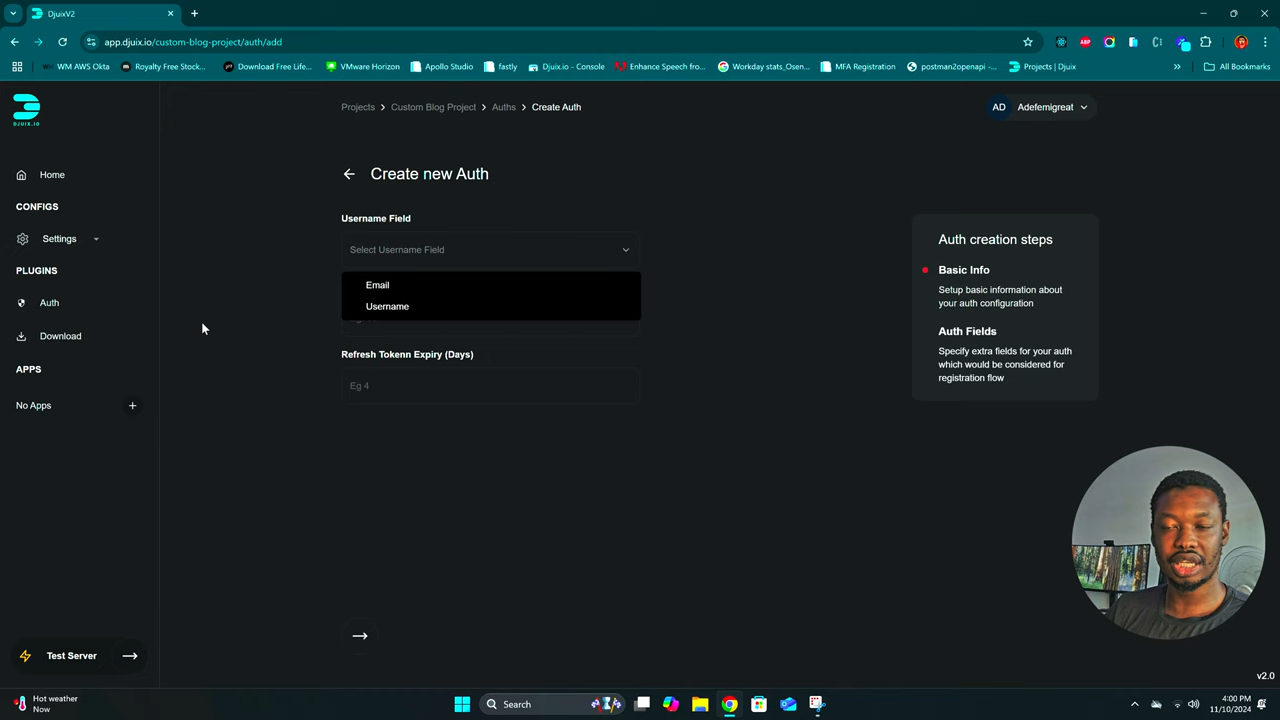 DjuixV2
app.djuix.io/custom-blog-project/auth/add
WM AWS Okta
Royalty Free Stock...
Download Free Life...
VMware Horizon
Apollo Studio
fastly
Djuix.io - Console
Enhance Speech fro...
Workday stats_Osen...
MFA Registration
postman2openapi -...
Projects | Djuix
All Bookmarks
DJUIX.IO
Projects
Custom Blog Project
Auths
Create Auth
AD
Adefemigreat
Home
CONFIGS
Settings
PLUGINS
Auth
Download
APPS
No Apps
Test Server
Create new Auth
Username Field
Select Username Field
Email
Username
Refresh Tokenn Expiry (Days)
Eg 4
Auth creation steps
Basic Info
Setup basic information about
your auth configuration
Auth Fields
Specify extra fields for your auth
which would be considered for
registration flow
v2.0
Hot weather
Now
Search
4:00 PM
11/10/2024